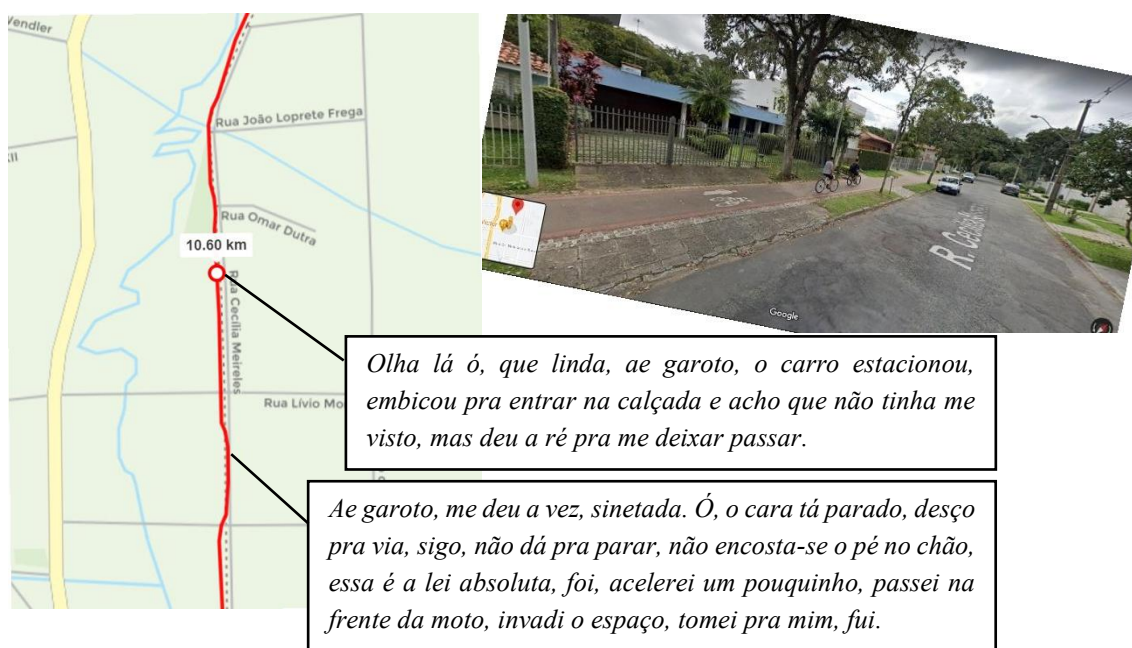 endler
Rua João Loprete Frega
Rua Omar Dutra
10.60 km
Rua Cecília Meireles
Rua Lívio Mo
Google
Olha lá ó, que linda, ae garoto, o carro estacionou,
embicou pra entrar na calçada e acho que não tinha me
visto, mas deu a ré pra me deixar passar.
Ae garoto, me deu a vez, sinetada. Ó, o cara tá parado, desço
pra via, sigo, não dá pra parar, não encosta-se o pé no chão,
essa é a lei absoluta, foi, acelerei um pouquinho, passei na
frente da moto, invadi o espaço, tomei pra mim, fui.